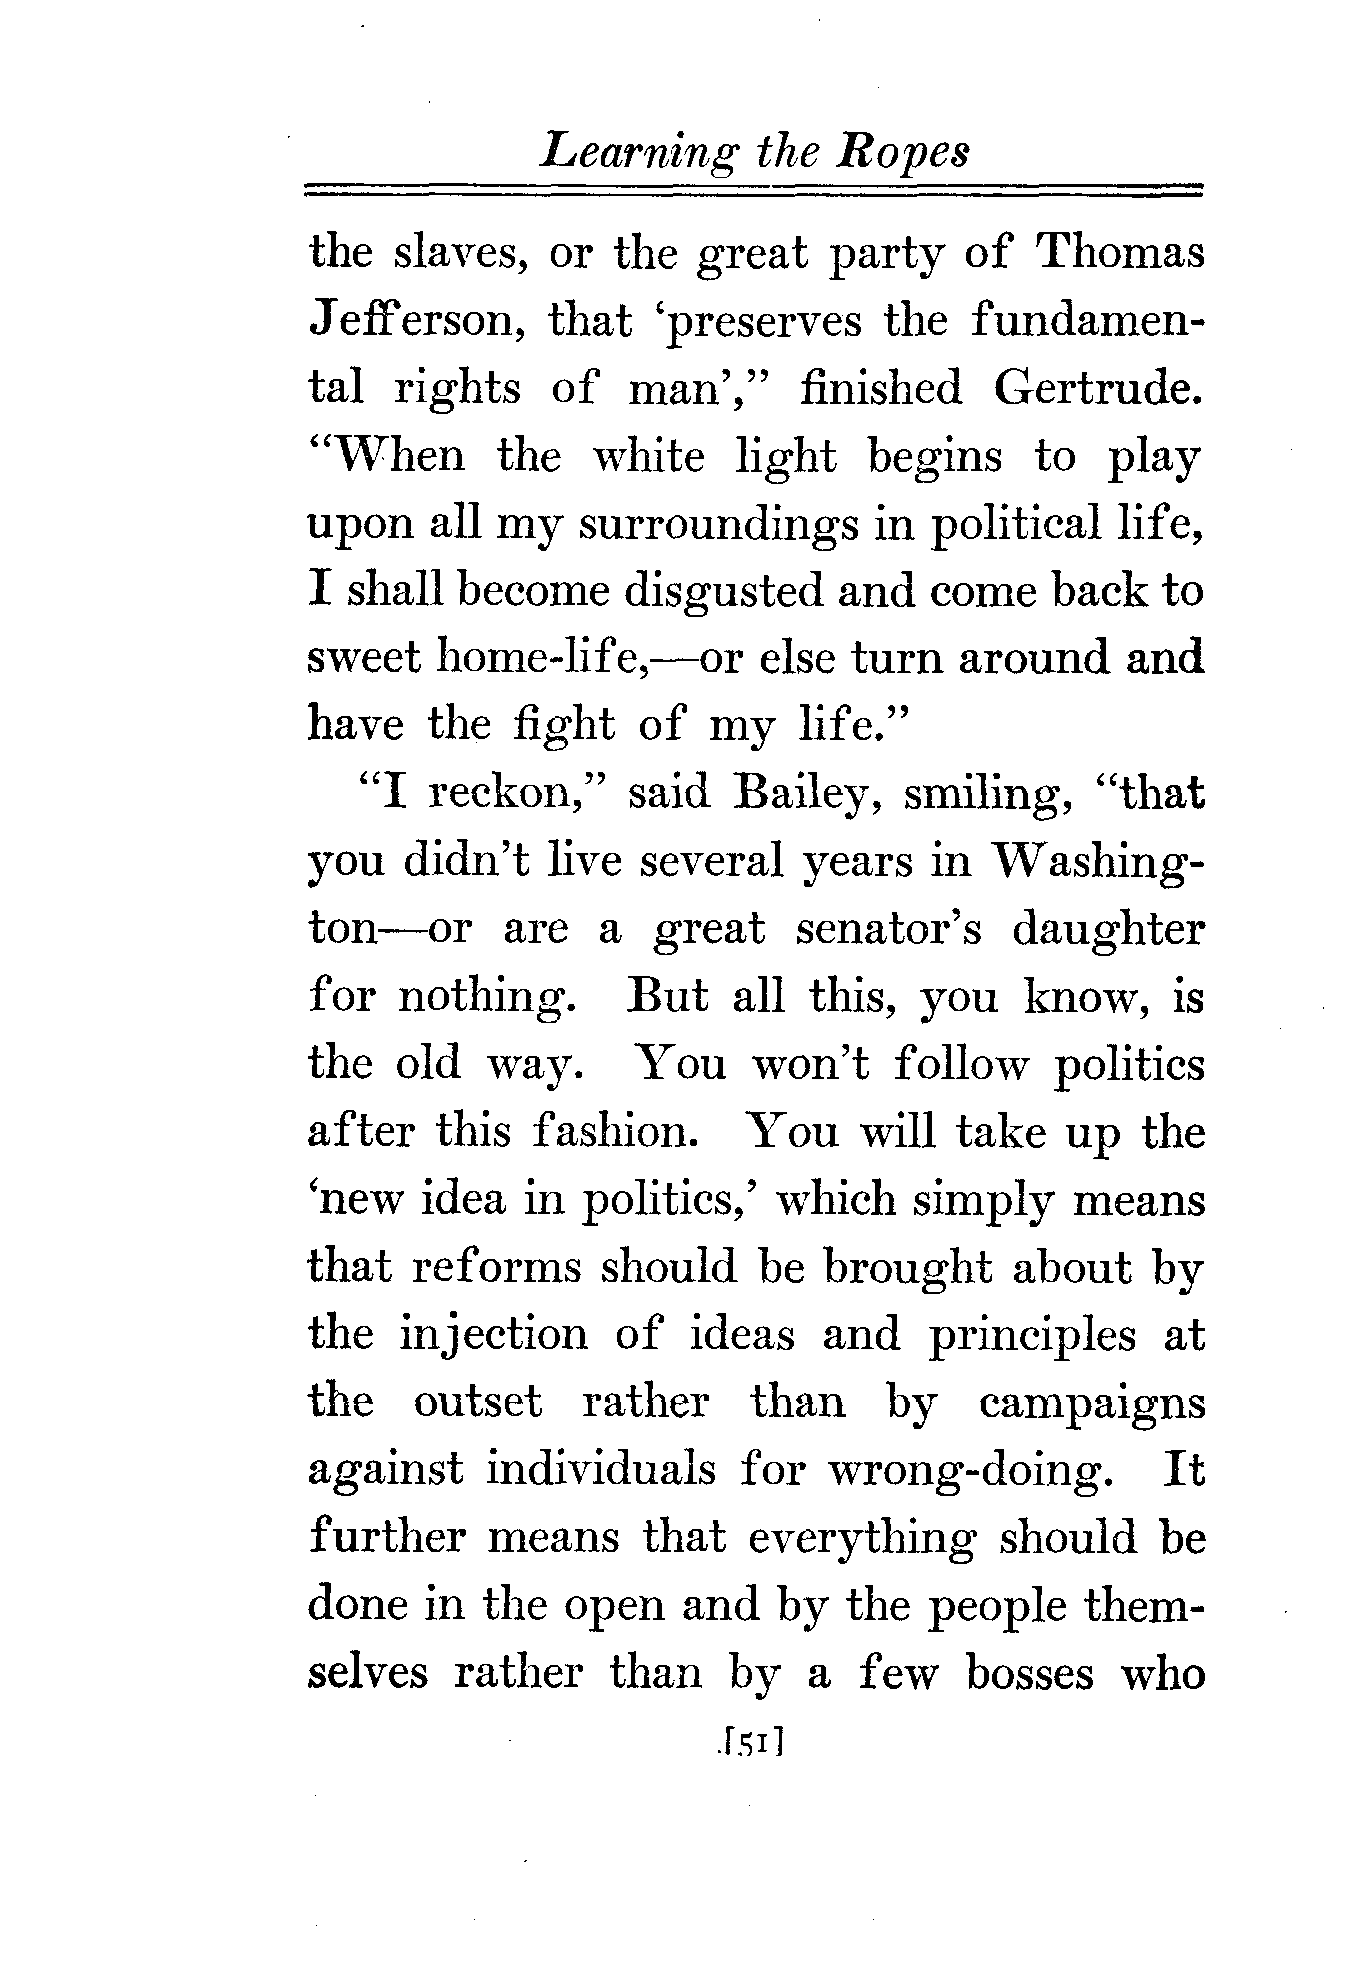 Learning the Ropes
the slaves, or the great party of Thomas
Jefferson, that ‘preserves the fundamen-
tal rights of man’,” finished Gertrude.
“When the white light begins to play
upon all my surroundings in political life,
I shall become disgusted and come back to
sweet home-life,—or else turn around and
have the fight of my life.”
“I reckon,” said Bailey, smiling, “that
you didn’t live several years in Washing-
ton—or are a great senator’s daughter
for nothing. But all this, you know, is
the old way. You won’t follow politics
after this fashion. You will take up the
‘new idea in politics,’ which simply means
that reforms should be brought about by
the injection of ideas and principles at
the outset rather than by campaigns
against individuals for wrong-doing. It
further means that everything should be
done in the open and by the people them-
selves rather than by a few bosses who
[51]